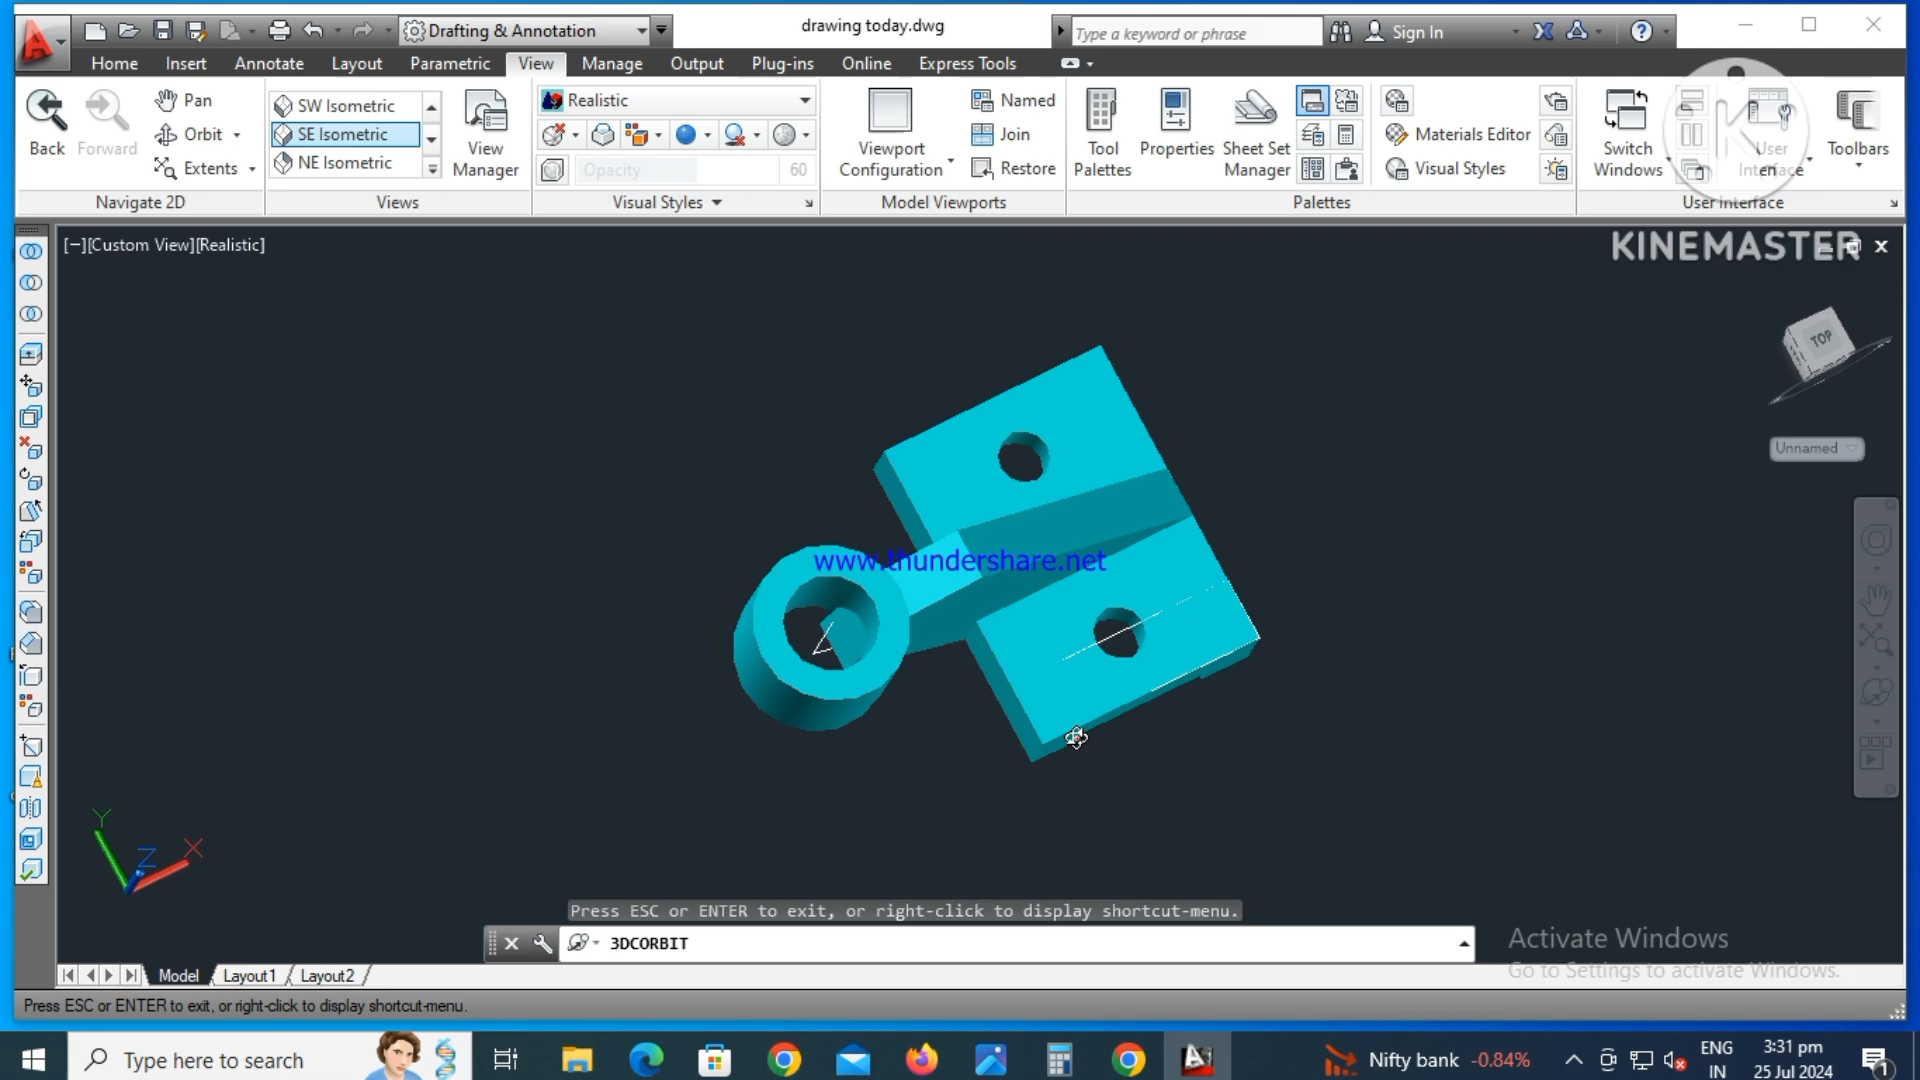 Drafting & Annotation
drawing today.dwg
Type a keyword or phrase
Sign In
Home Insert Annotate Layout Parametric View Manage Output Plug-ins Online Express Tools
Back
Forward
Pan
Orbit
Extents
Navigate 2D
SW Isometric
SE Isometric
NE Isometric
View
Manager
Views
Realistic
Opacity 60
Visual Styles
Viewport
Configuration
Named
Join
Restore
Model Viewports
Tool
Palettes
Properties
Sheet Set
Manager
Materials Editor
Visual Styles
Palettes
Switch
Windows
User
Interface
Toolbars
User Interface
[−][Custom View][Realistic]
KINEMASTER
TOP
Unnamed
www.thundershare.net
Y
Z
X
Press ESC or ENTER to exit, or right-click to display shortcut-menu.
3DCORBIT
Activate Windows
Go to Settings to activate Windows.
Model Layout1 Layout2
Press ESC or ENTER to exit, or right-click to display shortcut-menu.
Type here to search
Nifty bank -0.84%
ENG
IN
3:31 pm
25 Jul 2024
1